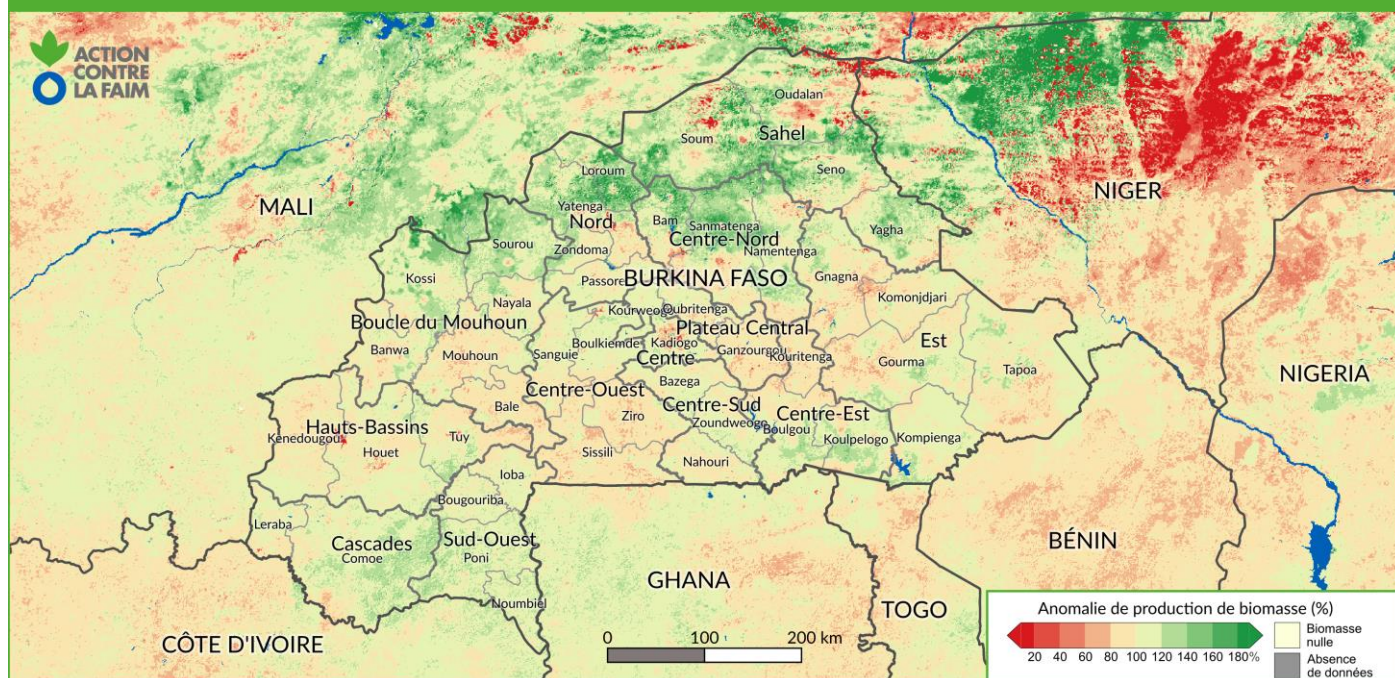 ACTION
CONTRE
LA FAIM
Oudalan
Soum
Sahel
Loroum
Seno
NIGER
MALI
Yatenga
Nord
Bam
Sanmatenga
Centre-Nord
Yagha
Sourou
Zondoma
Namentenga
Kossi
Passore
BURKINA FASO
Gnagna
Komonjdjari
Nayala
Kourweogo
Oubritenga
Boucle du Mouhoun
Plateau Central
Est
Banwa
Mouhoun
Sanguie
Boulkiemde
Kadiogo
Ganzourgou
Kouritenga
Centre
Gourma
Tapoa
NIGERIA
Bazega
Centre-Ouest
Bale
Ziro
Centre-Sud
Centre-Est
Zoundweogo
Boulgou
Hauts-Bassins
Kenedougou
Houet
Tuy
Koulpelogo
Kompienga
Sissili
Nahouri
Ioba
Bougouriba
Leraba
Cascades
Comoe
Sud-Ouest
Poni
BÉNIN
GHANA
Noumbiel
TOGO
CÔTE D'IVOIRE
0 100 200 km
Anomalie de production de biomasse (%)
20 40 60 80 100 120 140 160 180%
Biomasse
nulle
Absence
de données